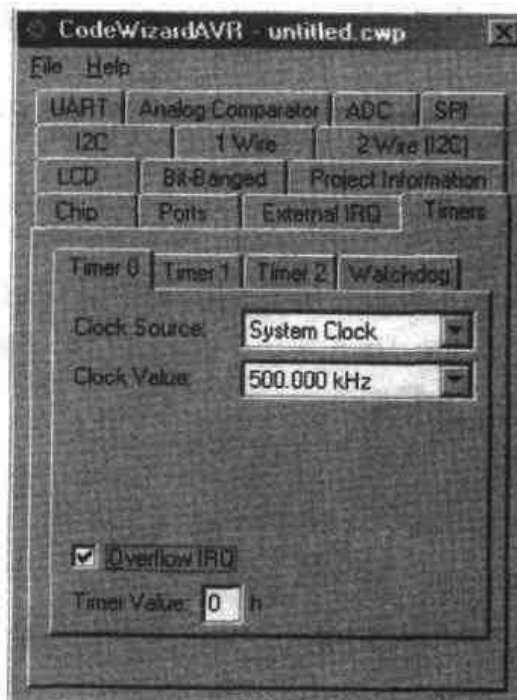 CodeWizardAVR - untitled.cwp
File Help
UART Analog Comparator ADC SPI
I2C 1 Wire 2 Wire (I2C)
LCD Bit-Banged Project Information
Chip Ports External IRQ Timers
Timer 0 Timer 1 Timer 2 Watchdog
Clock Source: System Clock
Clock Value: 500.000 kHz
Overflow IRQ
Timer Value: 0 h